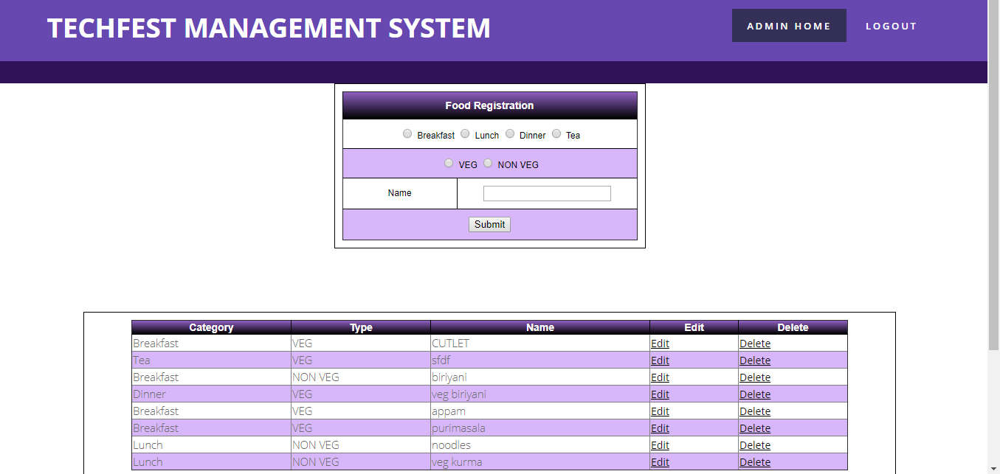 TECHFEST MANAGEMENT SYSTEM
ADMIN HOME LOGOUT
Food Registration
Breakfast Lunch Dinner Tea
VEG NON VEG
Name
Submit
Category Type Name Edit Delete
Breakfast VEG CUTLET Edit Delete
Tea VEG sfdf Edit Delete
Breakfast NON VEG biriyani Edit Delete
Dinner VEG veg biriyani Edit Delete
Breakfast VEG appam Edit Delete
Breakfast VEG purimasala Edit Delete
Lunch NON VEG noodles Edit Delete
Lunch NON VEG veg kurma Edit Delete